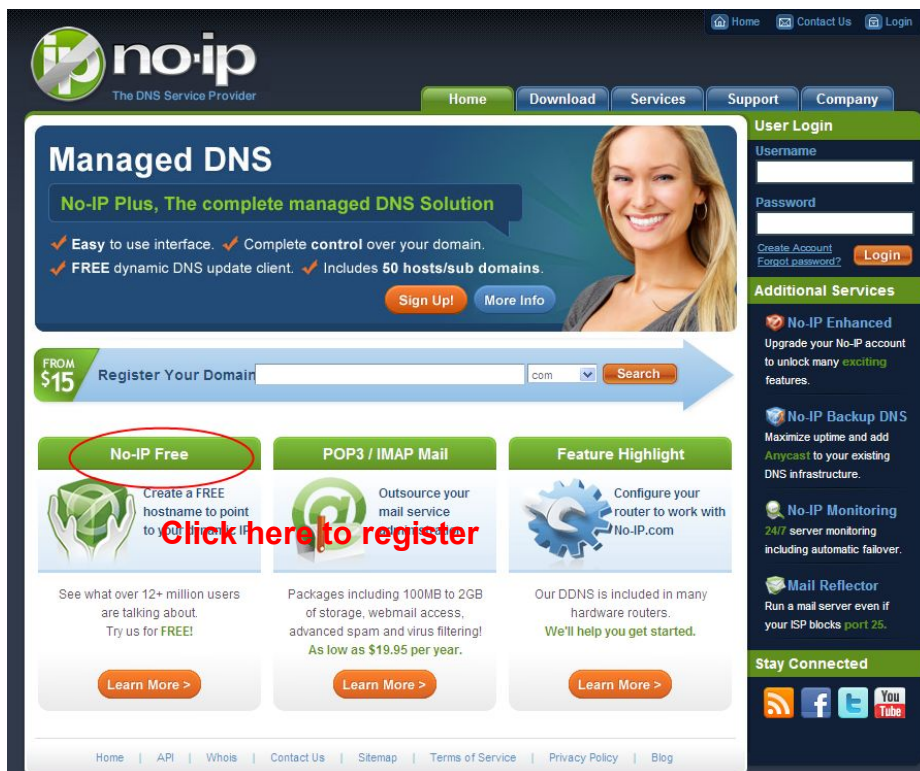 Home Contact Us Login
ip no·ip
The DNS Service Provider
Home Download Services Support Company
Managed DNS
No-IP Plus, The complete managed DNS Solution
Easy to use interface. Complete control over your domain.
FREE dynamic DNS update client. Includes 50 hosts/sub domains.
Sign Up! More Info
User Login
Username
Password
Create Account
Forgot password?
Login
FROM
$15
Register Your Domain
com
Search
No-IP Free
Create a FREE
hostname to point
to your dynamic IP
Click here to register
See what over 12+ million users
are talking about.
Try us for FREE!
Learn More >
POP3 / IMAP Mail
Outsource your
mail service
Packages including 100MB to 2GB
of storage, webmail access,
advanced spam and virus filtering!
As low as $19.95 per year.
Learn More >
Feature Highlight
Configure your
router to work with
No-IP.com
Our DDNS is included in many
hardware routers.
We'll help you get started.
Learn More >
Additional Services
No-IP Enhanced
Upgrade your No-IP account
to unlock many exciting
features.
No-IP Backup DNS
Maximize uptime and add
Anycast to your existing
DNS infrastructure.
No-IP Monitoring
24/7 server monitoring
including automatic failover.
Mail Reflector
Run a mail server even if
your ISP blocks port 25.
Stay Connected
You
Tube
Home | API | Whois | Contact Us | Sitemap | Terms of Service | Privacy Policy | Blog